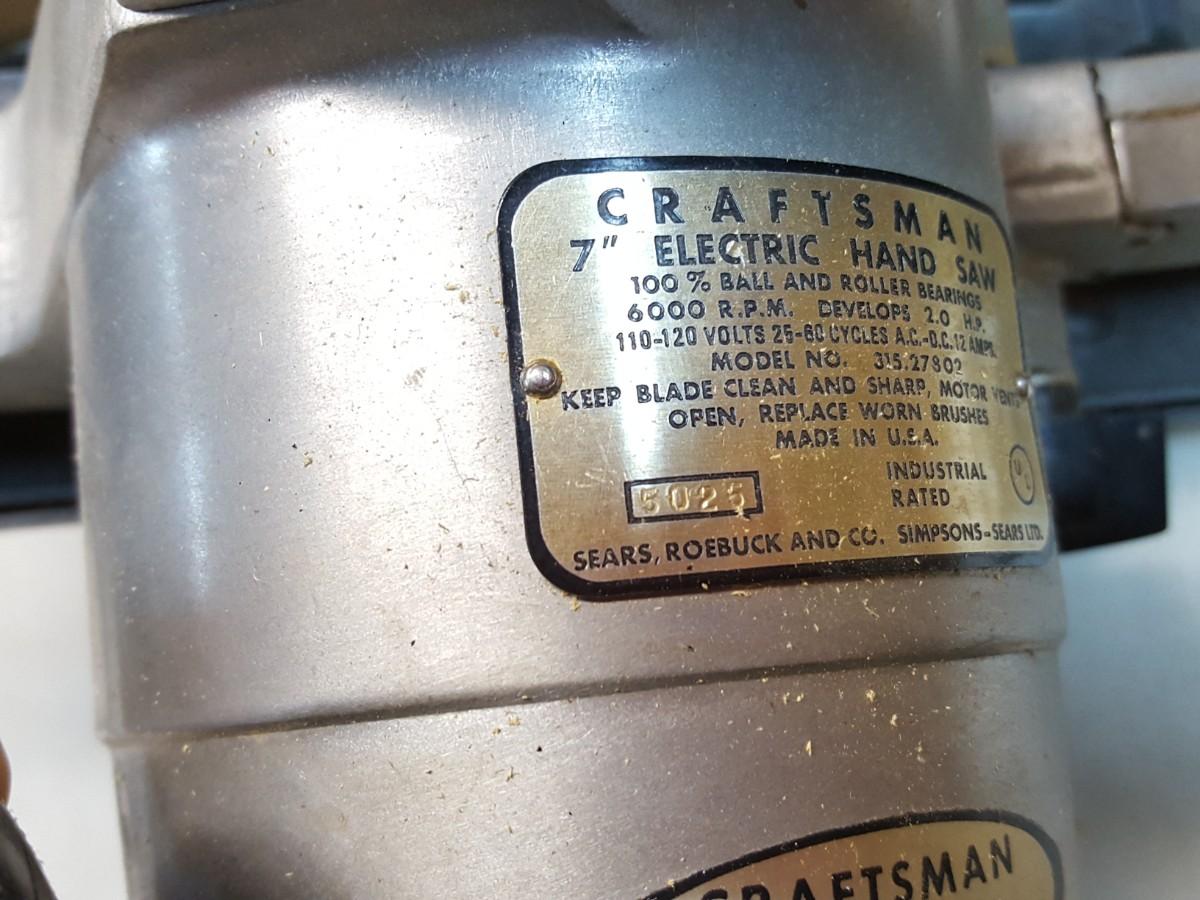 CRAFTSMAN
7" ELECTRIC HAND SAW
100% BALL AND ROLLER BEARINGS
6000 R.P.M. DEVELOPS 2.0 H.P.
110-120 VOLTS 25-60 CYCLES A.C.-D.C. 12 AMPS.
MODEL NO. 315.27802
KEEP BLADE CLEAN AND SHARP, MOTOR VENTS
OPEN, REPLACE WORN BRUSHES
MADE IN U.S.A.
INDUSTRIAL
RATED
UL
5025
SEARS, ROEBUCK AND CO. SIMPSONS-SEARS LTD.
CRAFTSMAN